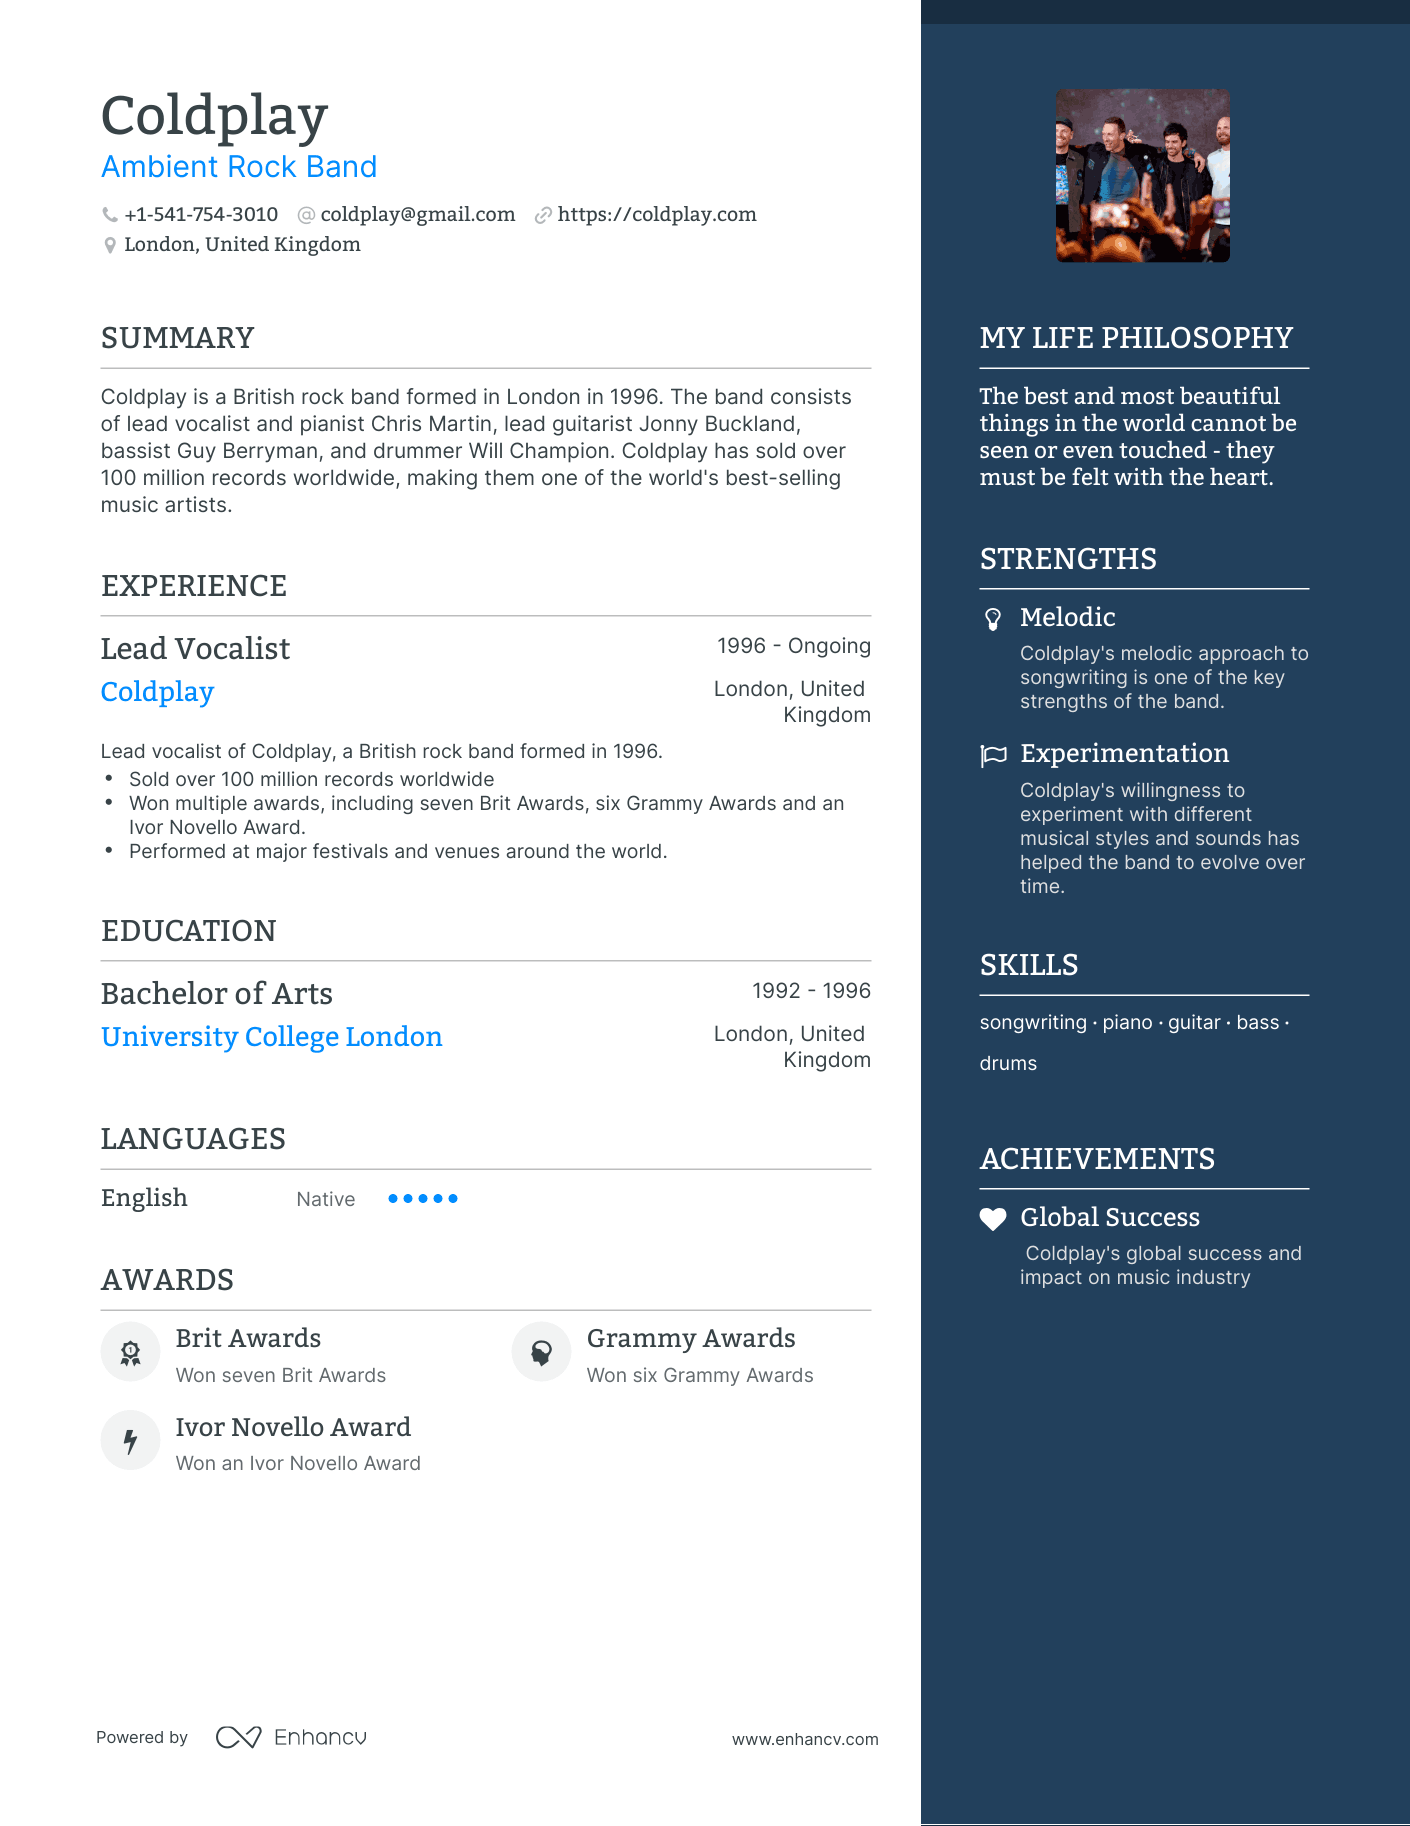 Coldplay
Ambient Rock Band
+1-541-754-3010 coldplay@gmail.com https://coldplay.com
London, United Kingdom
SUMMARY
Coldplay is a British rock band formed in London in 1996. The band consists
of lead vocalist and pianist Chris Martin, lead guitarist Jonny Buckland,
bassist Guy Berryman, and drummer Will Champion. Coldplay has sold over
100 million records worldwide, making them one of the world's best-selling
music artists.
EXPERIENCE
Lead Vocalist 1996 - Ongoing
Coldplay London, United
Kingdom
Lead vocalist of Coldplay, a British rock band formed in 1996.
• Sold over 100 million records worldwide
• Won multiple awards, including seven Brit Awards, six Grammy Awards and an
Ivor Novello Award.
• Performed at major festivals and venues around the world.
EDUCATION
Bachelor of Arts 1992 - 1996
University College London London, United
Kingdom
LANGUAGES
English Native
AWARDS
Brit Awards
Won seven Brit Awards
Grammy Awards
Won six Grammy Awards
Ivor Novello Award
Won an Ivor Novello Award
MY LIFE PHILOSOPHY
The best and most beautiful
things in the world cannot be
seen or even touched - they
must be felt with the heart.
STRENGTHS
Melodic
Coldplay's melodic approach to
songwriting is one of the key
strengths of the band.
Experimentation
Coldplay's willingness to
experiment with different
musical styles and sounds has
helped the band to evolve over
time.
SKILLS
songwriting · piano · guitar · bass ·
drums
ACHIEVEMENTS
Global Success
Coldplay's global success and
impact on music industry
Powered by Enhancv www.enhancv.com